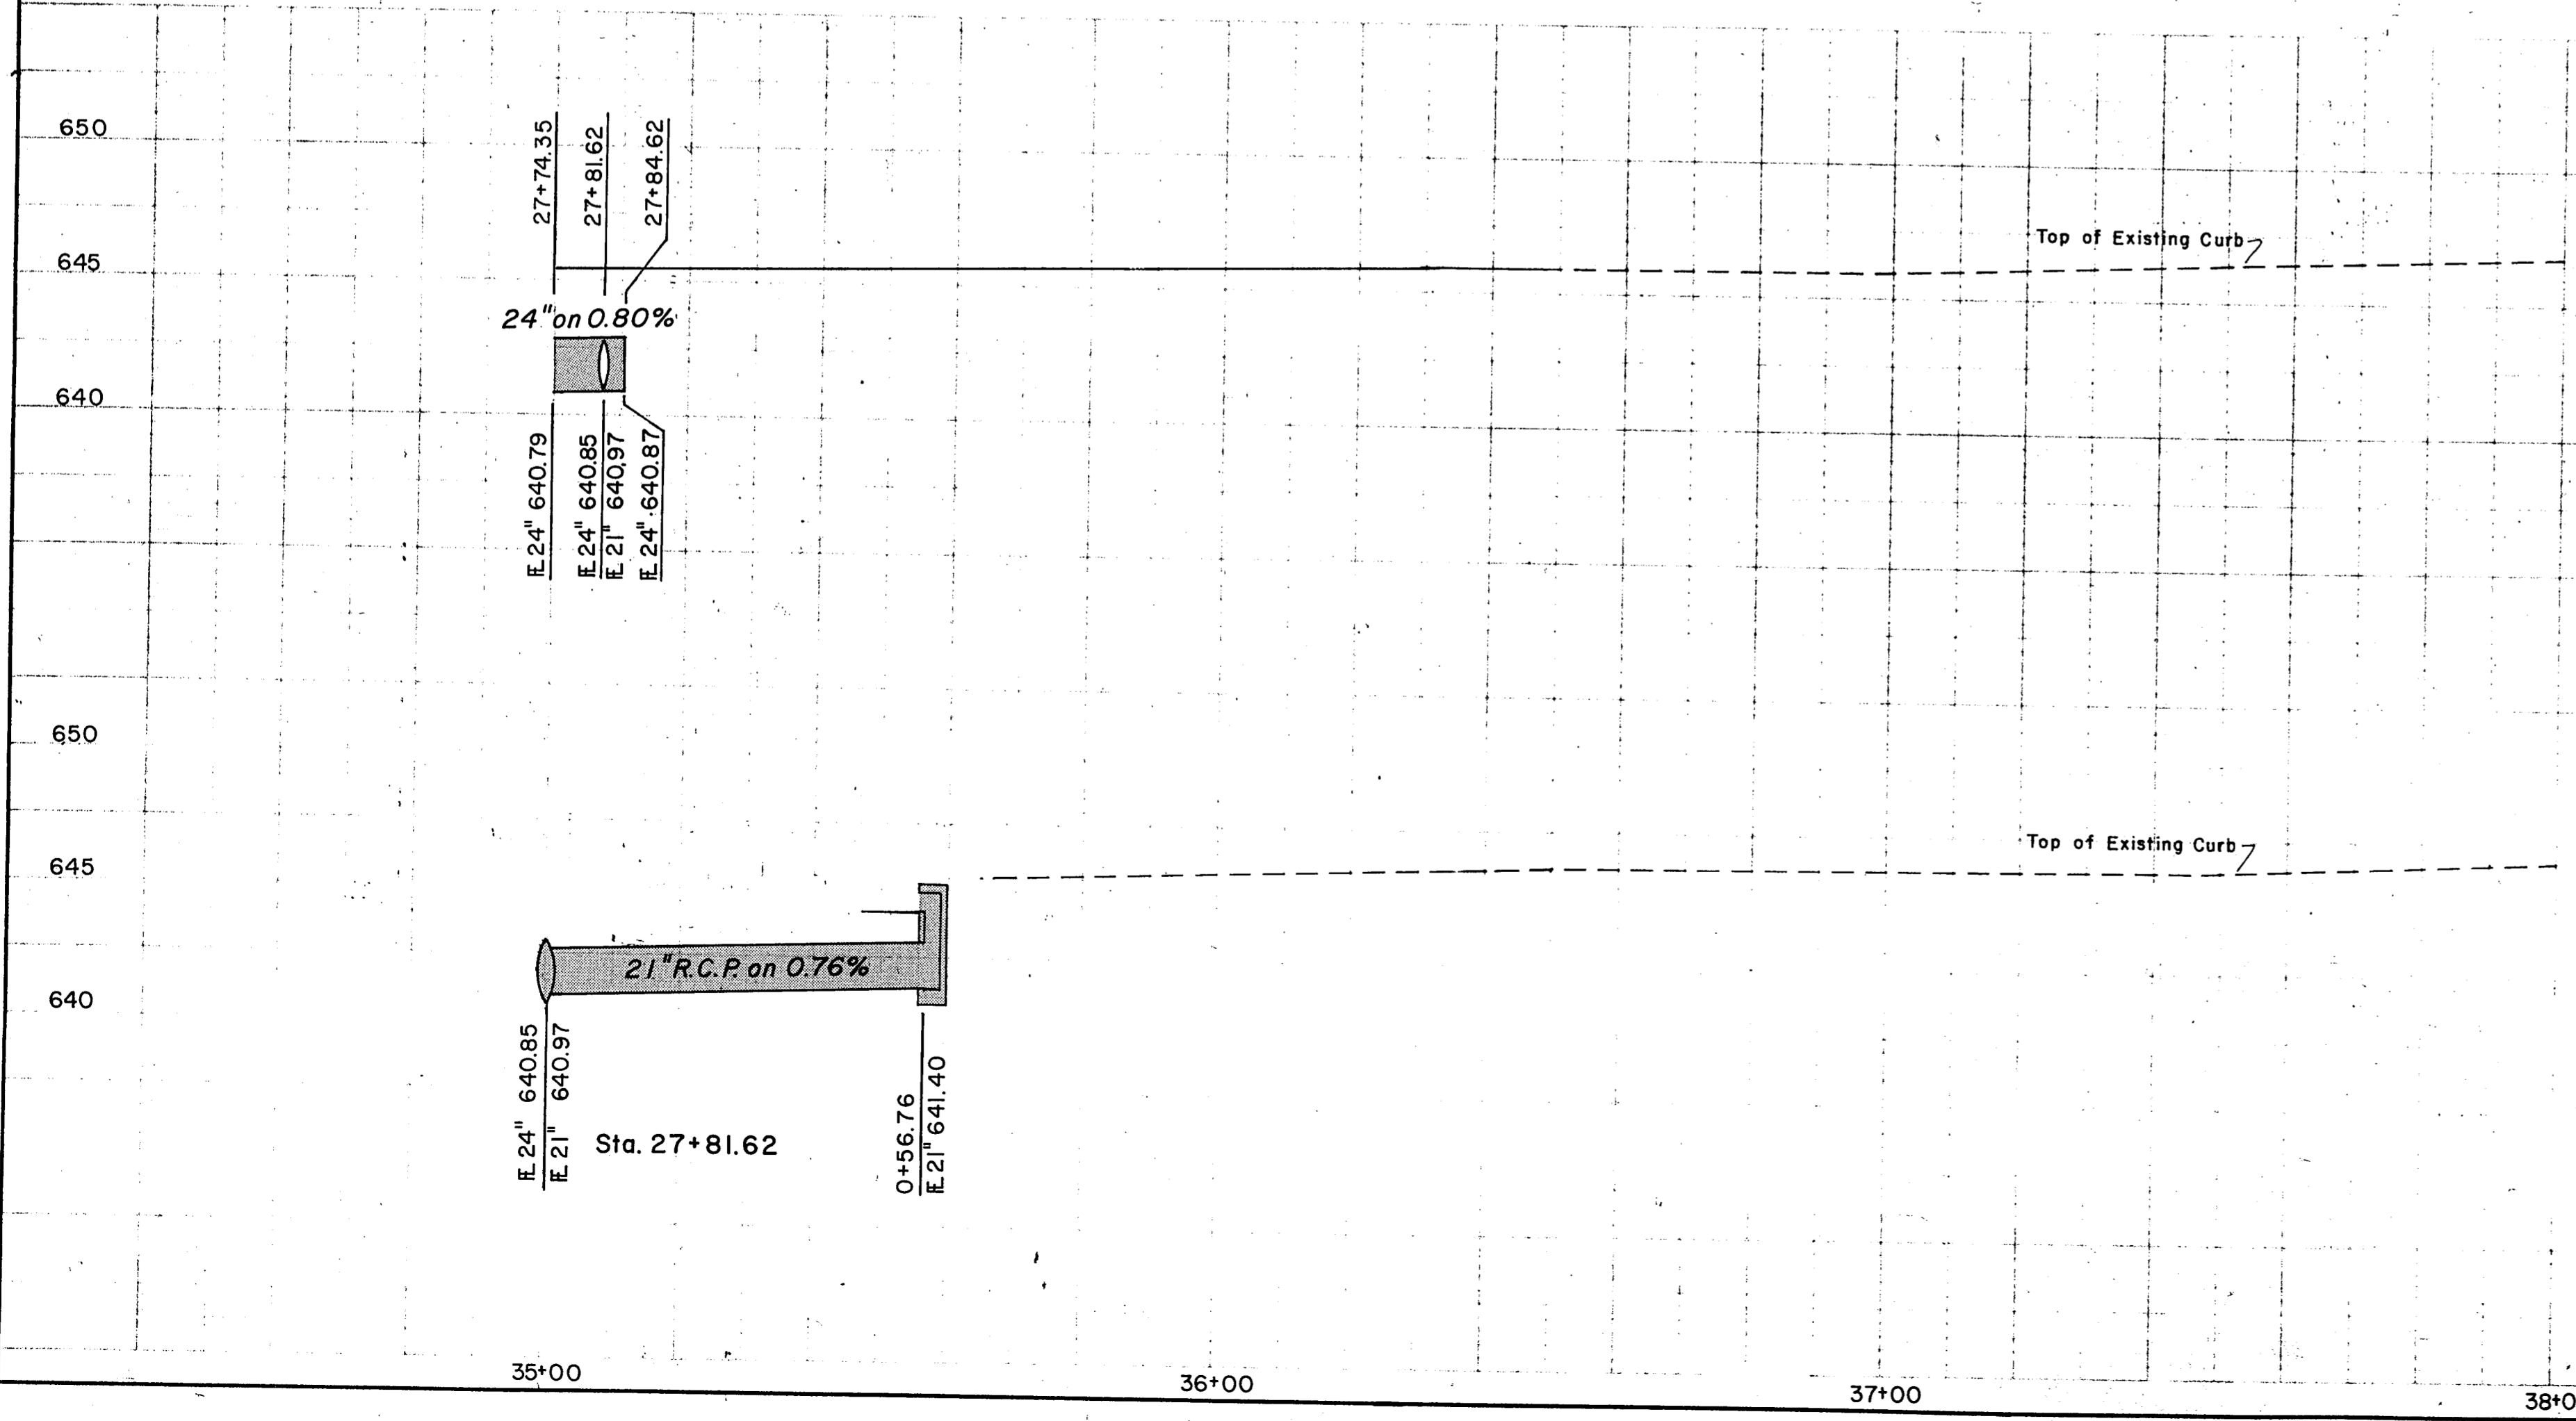 650
27+74.35
27+81.62
27+84.62
Top of Existing Curb
645
24" on 0.80%
640
FL 24" 640.79
FL 24" 640.85
FL 21" 640.97
FL 24" 640.87
650
Top of Existing Curb
645
21" R.C.P. on 0.76%
640
FL 24" 640.85
FL 21" 640.97
Sta. 27+81.62
0+56.76
FL 21" 641.40
35+00
36+00
37+00
38+0